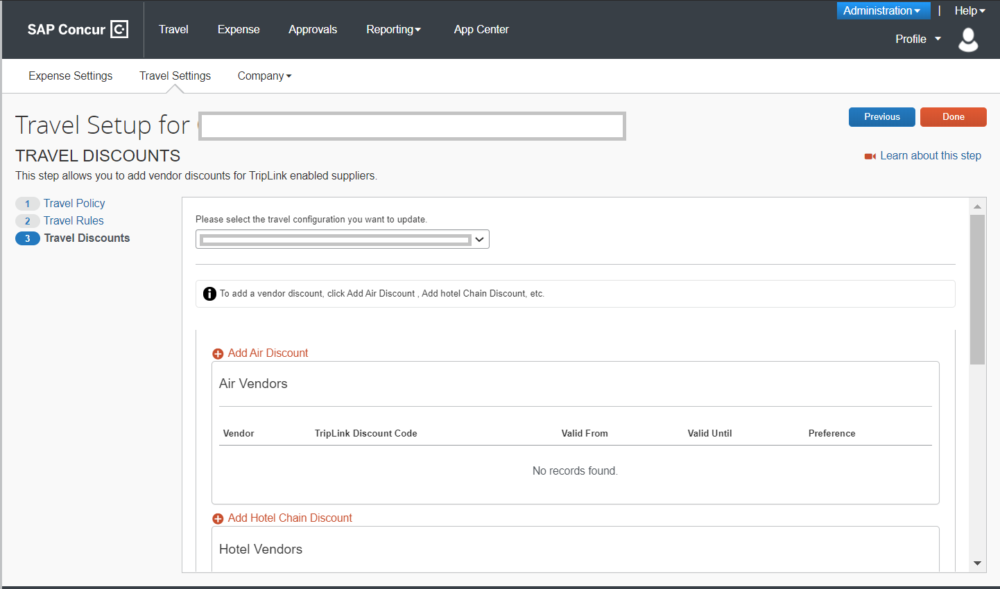 SAP Concur
Travel Expense Approvals Reporting App Center
Administration | Help
Profile
Expense Settings Travel Settings Company
Travel Setup for
Previous Done
TRAVEL DISCOUNTS
Learn about this step
This step allows you to add vendor discounts for TripLink enabled suppliers.
1 Travel Policy
2 Travel Rules
3 Travel Discounts
Please select the travel configuration you want to update.
To add a vendor discount, click Add Air Discount , Add hotel Chain Discount, etc.
Add Air Discount
Air Vendors
Vendor TripLink Discount Code Valid From Valid Until Preference
No records found.
Add Hotel Chain Discount
Hotel Vendors